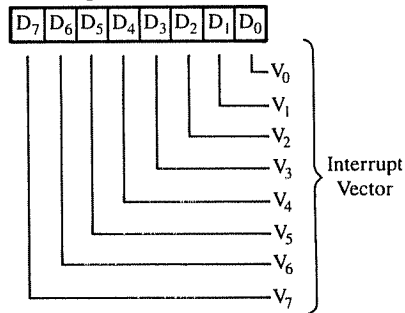 D₇ D₆ D₅ D₄ D₃ D₂ D₁ D₀
V₀
V₁
V₂
V₃
V₄
V₅
V₆
V₇
Interrupt
Vector